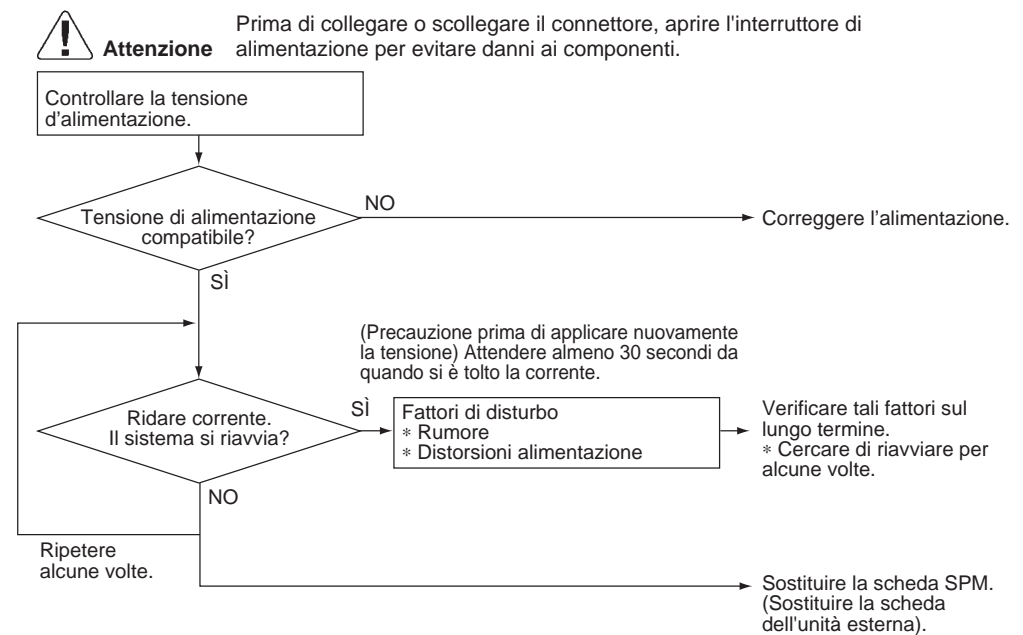 Prima di collegare o scollegare il connettore, aprire l'interruttore di
Attenzione alimentazione per evitare danni ai componenti.
Controllare la tensione
d'alimentazione.
Tensione di alimentazione
compatibile?
NO
Correggere l'alimentazione.
SÌ
(Precauzione prima di applicare nuovamente
la tensione) Attendere almeno 30 secondi da
quando si è tolto la corrente.
Ridare corrente.
Il sistema si riavvia?
SÌ
Fattori di disturbo
* Rumore
* Distorsioni alimentazione
Verificare tali fattori sul
lungo termine.
* Cercare di riavviare per
alcune volte.
NO
Ripetere
alcune volte.
Sostituire la scheda SPM.
(Sostituire la scheda
dell'unità esterna).